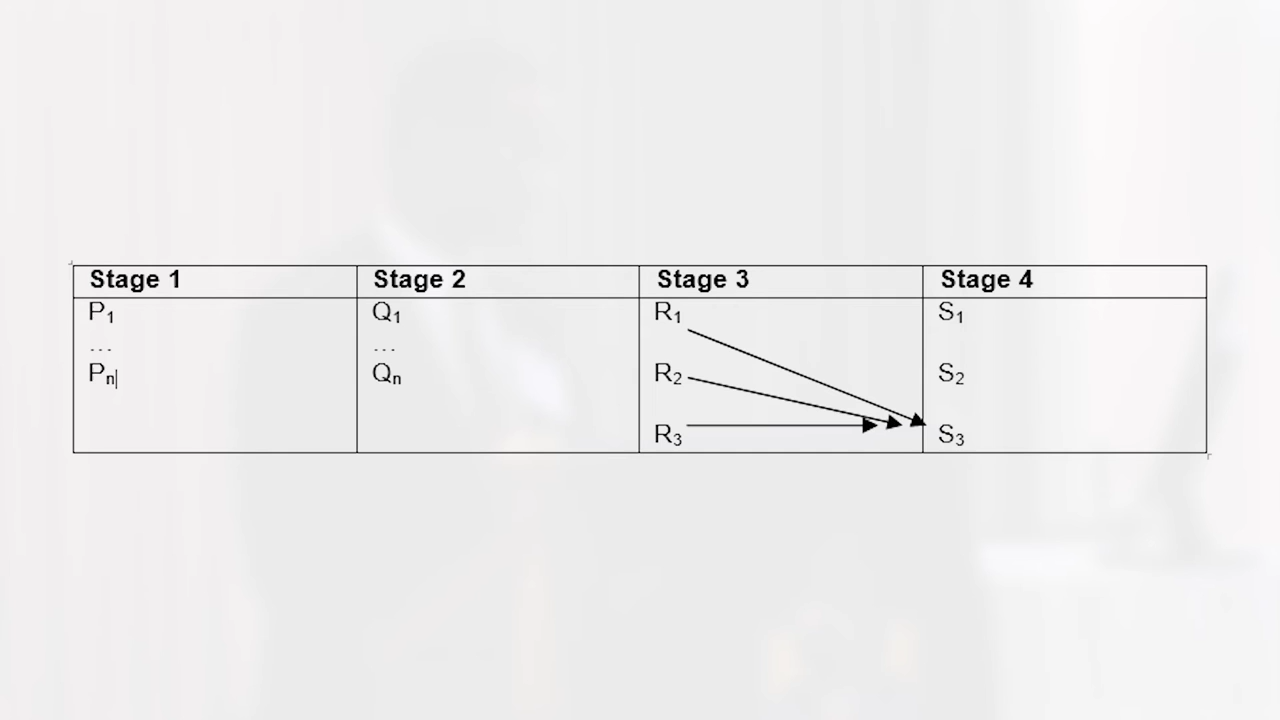 Stage 1 Stage 2 Stage 3 Stage 4
P₁ Q₁ R₁ S₁
... ...
Pₙ Qₙ R₂ S₂
R₃ S₃